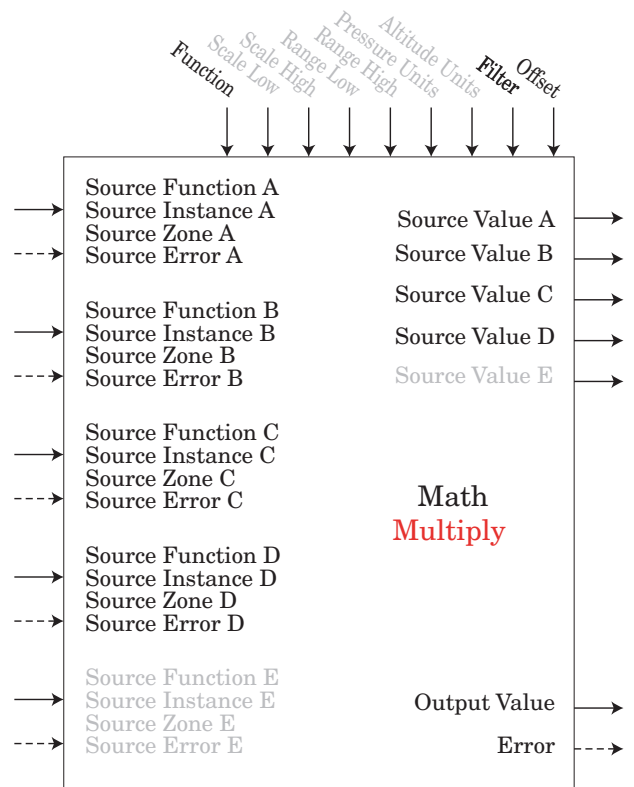 Function
Scale Low
Scale High
Range Low
Range High
Pressure Units
Altitude Units
Filter
Offset
Source Function A
Source Instance A
Source Zone A
Source Error A
Source Function B
Source Instance B
Source Zone B
Source Error B
Source Function C
Source Instance C
Source Zone C
Source Error C
Source Function D
Source Instance D
Source Zone D
Source Error D
Source Function E
Source Instance E
Source Zone E
Source Error E
Source Value A
Source Value B
Source Value C
Source Value D
Source Value E
Math
Multiply
Output Value
Error